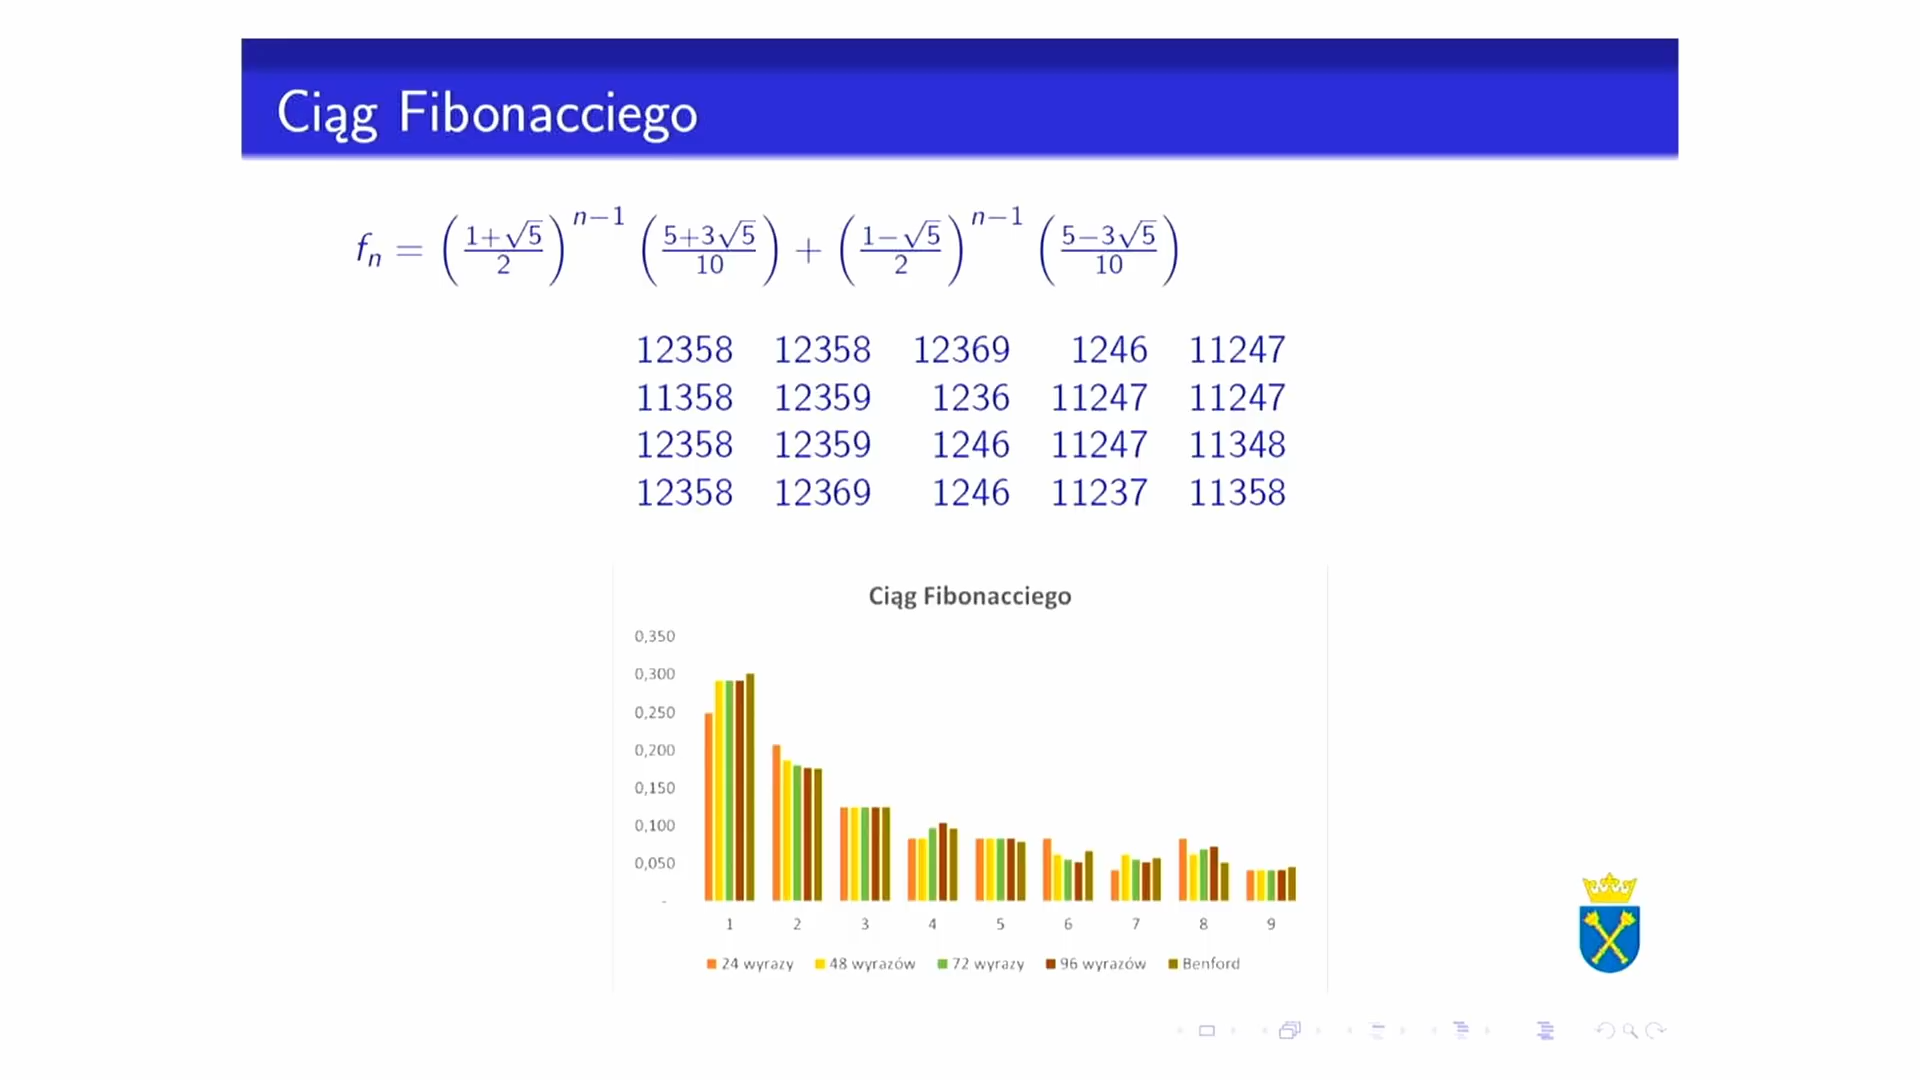 Ciąg Fibonacciego
f_n = ((1+√5)/2)^{n−1} ((5+3√5)/10) + ((1−√5)/2)^{n−1} ((5−3√5)/10)
12358 12358 12369 1246 11247
11358 12359 1236 11247 11247
12358 12359 1246 11247 11348
12358 12369 1246 11237 11358
Ciąg Fibonacciego
0,350
0,300
0,250
0,200
0,150
0,100
0,050
-
1 2 3 4 5 6 7 8 9
24 wyrazy 48 wyrazów 72 wyrazy 96 wyrazów Benford